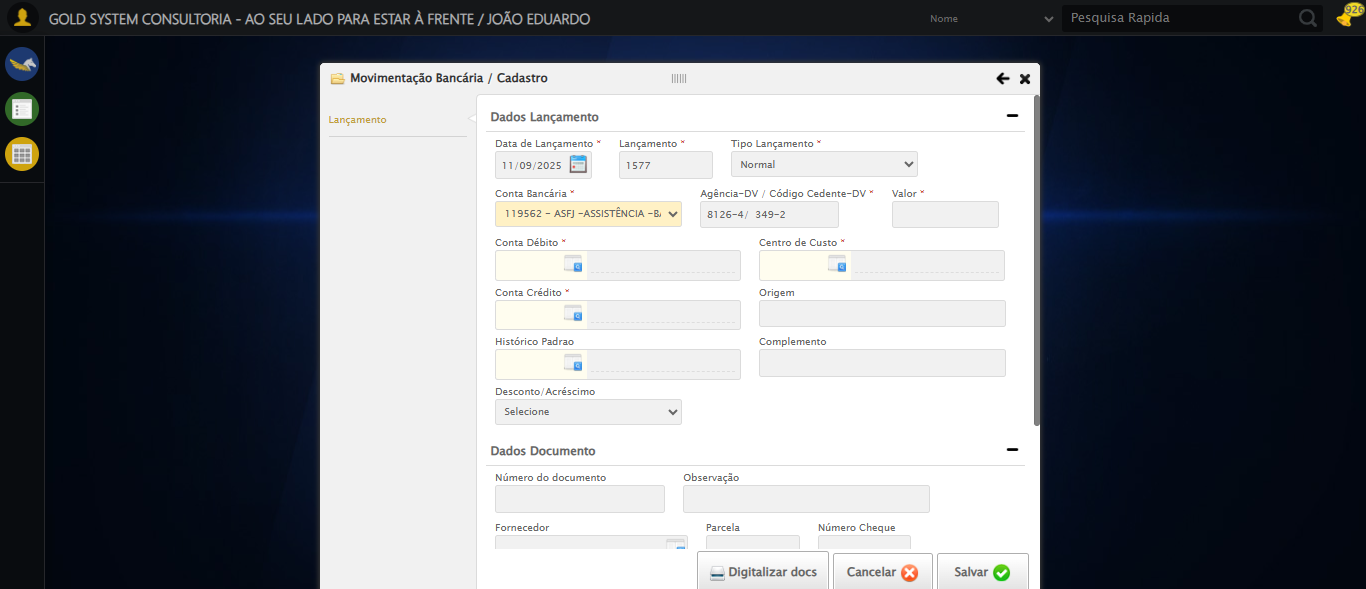 GOLD SYSTEM CONSULTORIA - AO SEU LADO PARA ESTAR À FRENTE / JOÃO EDUARDO
Nome
Pesquisa Rapida
926
Movimentação Bancária / Cadastro
Lançamento
Dados Lançamento
Data de Lançamento * Lançamento * Tipo Lançamento *
11/09/2025 1577 Normal
Conta Bancária * Agência-DV / Código Cedente-DV * Valor *
119562 - ASFJ -ASSISTÊNCIA -BA 8126-4/ 349-2
Conta Débito * Centro de Custo *
Conta Crédito * Origem
Histórico Padrao Complemento
Desconto/Acréscimo
Selecione
Dados Documento
Número do documento Observação
Fornecedor Parcela Número Cheque
Digitalizar docs Cancelar Salvar